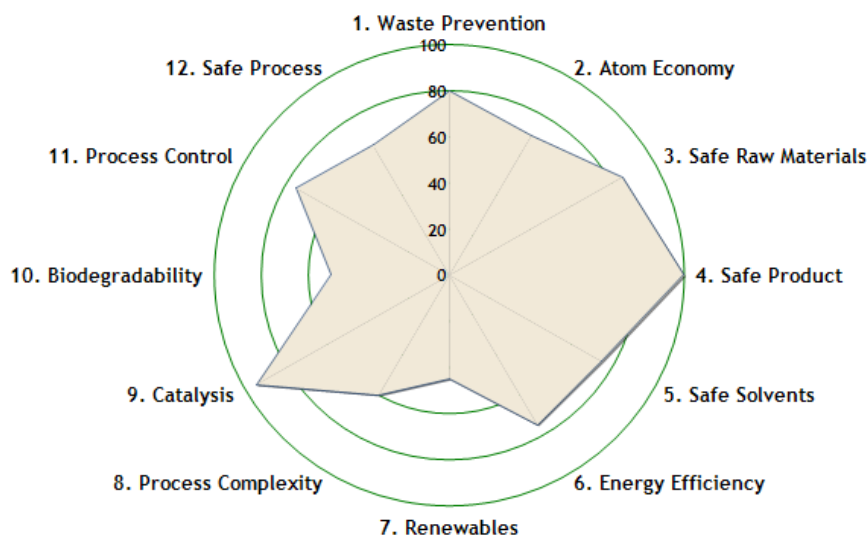 1. Waste Prevention
100
12. Safe Process
2. Atom Economy
80
60
11. Process Control
3. Safe Raw Materials
40
20
10. Biodegradability
0
4. Safe Product
9. Catalysis
5. Safe Solvents
8. Process Complexity
6. Energy Efficiency
7. Renewables